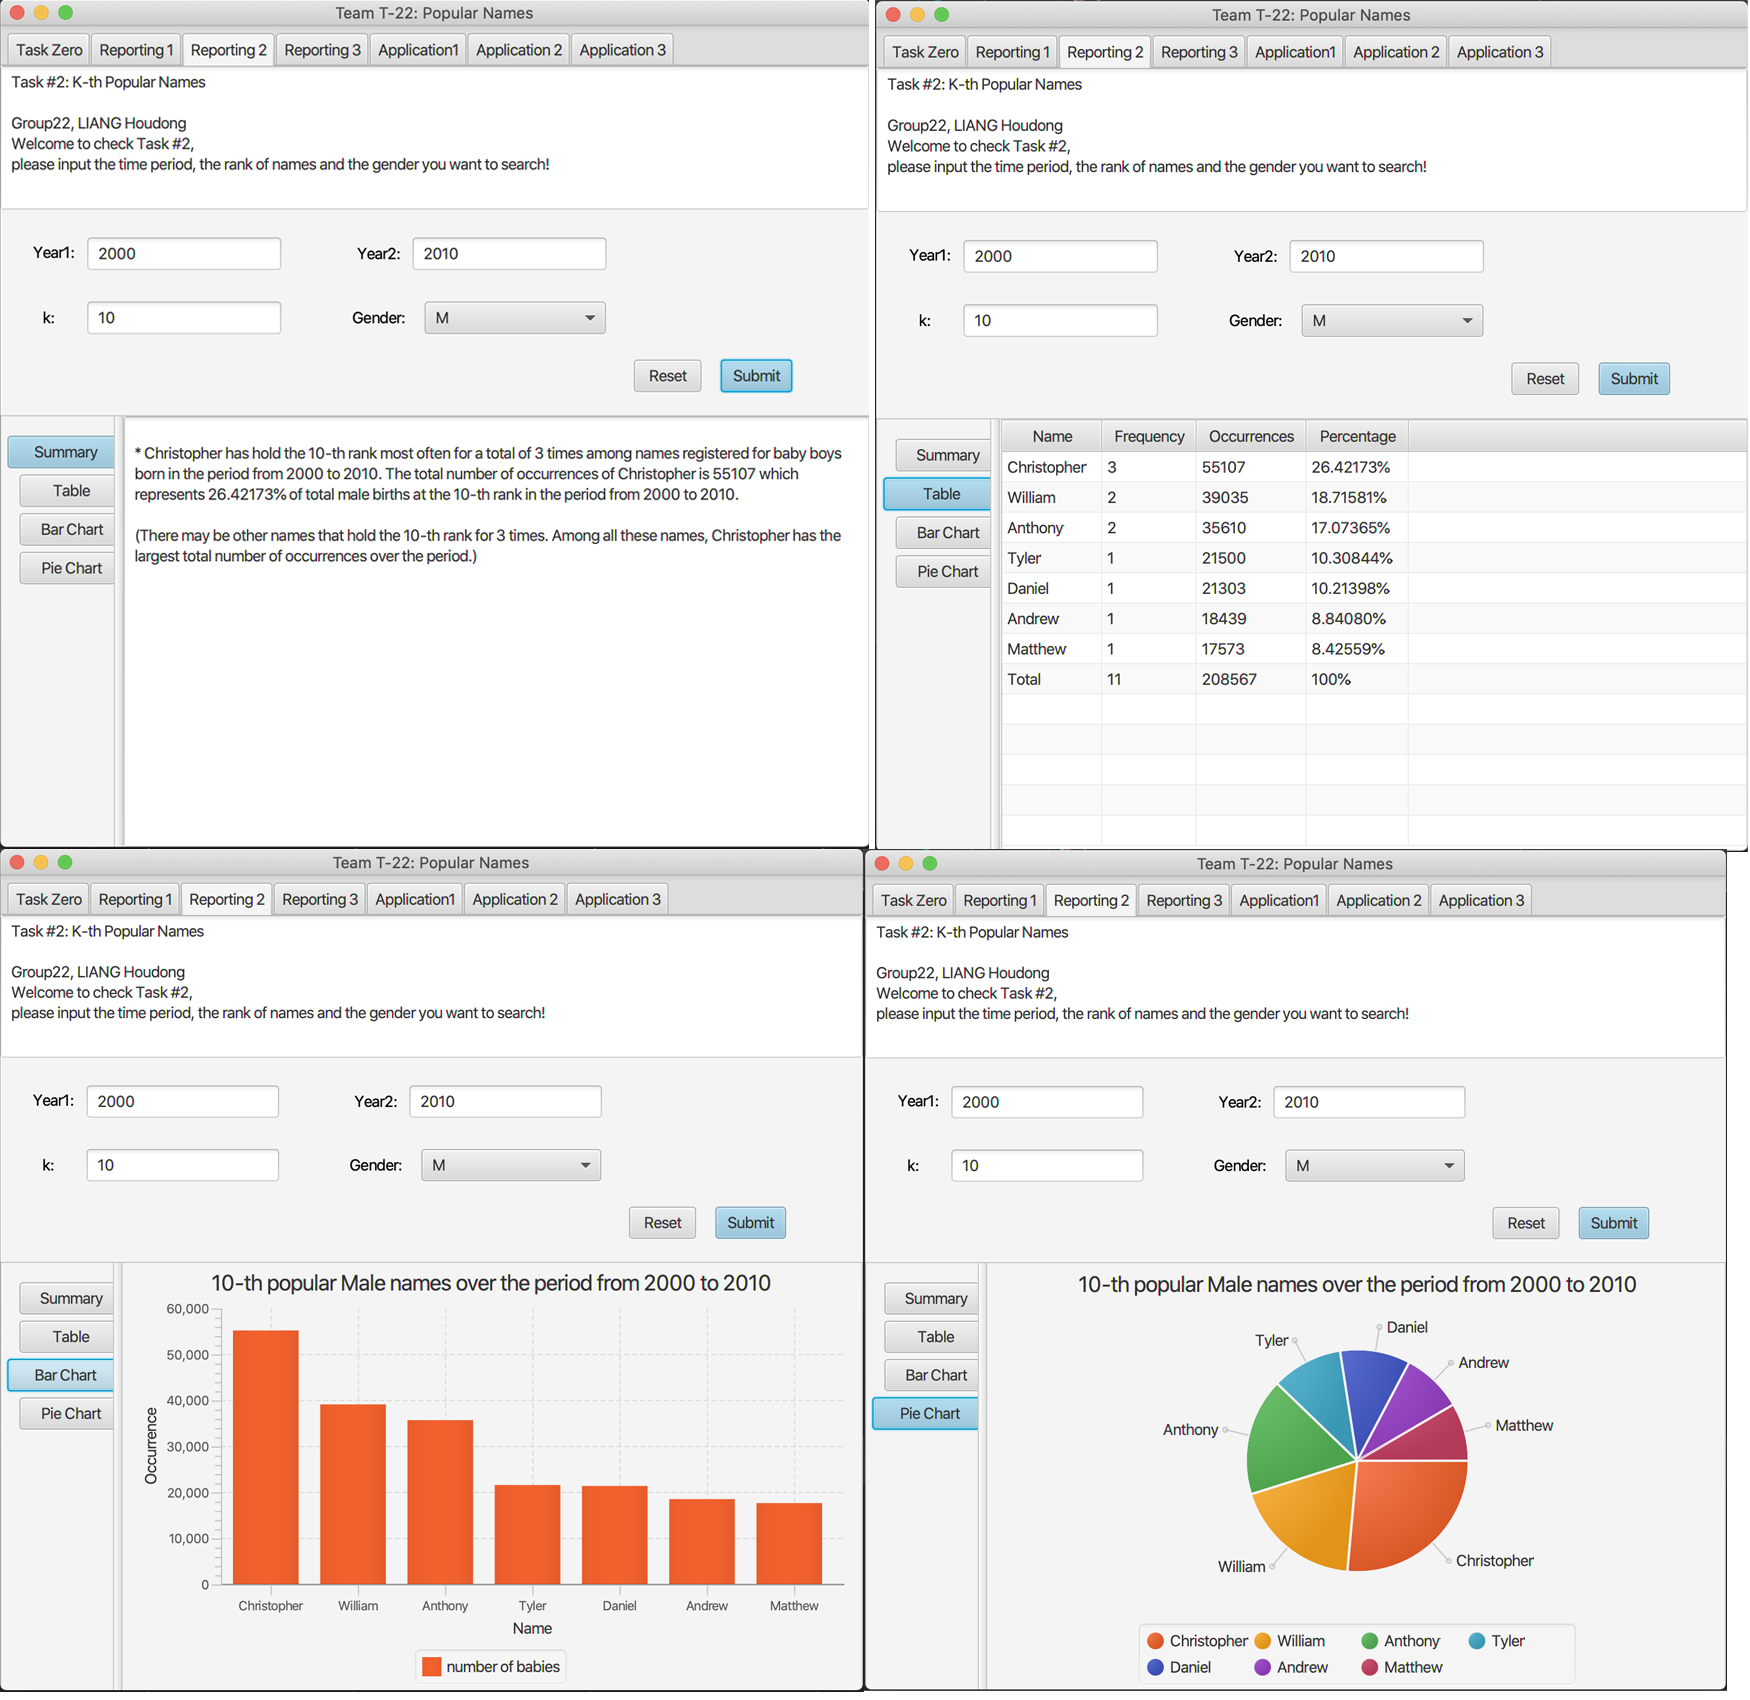 Team T-22: Popular Names
Task Zero Reporting 1 Reporting 2 Reporting 3 Application1 Application 2 Application 3
Task #2: K-th Popular Names
Group22, LIANG Houdong
Welcome to check Task #2,
please input the time period, the rank of names and the gender you want to search!
Year1: 2000 Year2: 2010
k: 10 Gender: M
Reset Submit
Summary
Table
Bar Chart
Pie Chart
* Christopher has hold the 10-th rank most often for a total of 3 times among names registered for baby boys
born in the period from 2000 to 2010. The total number of occurrences of Christopher is 55107 which
represents 26.42173% of total male births at the 10-th rank in the period from 2000 to 2010.
(There may be other names that hold the 10-th rank for 3 times. Among all these names, Christopher has the
largest total number of occurrences over the period.)
Team T-22: Popular Names
Task Zero Reporting 1 Reporting 2 Reporting 3 Application1 Application 2 Application 3
Task #2: K-th Popular Names
Group22, LIANG Houdong
Welcome to check Task #2,
please input the time period, the rank of names and the gender you want to search!
Year1: 2000 Year2: 2010
k: 10 Gender: M
Reset Submit
Summary
Table
Bar Chart
Pie Chart
Name Frequency Occurrences Percentage
Christopher 3 55107 26.42173%
William 2 39035 18.71581%
Anthony 2 35610 17.07365%
Tyler 1 21500 10.30844%
Daniel 1 21303 10.21398%
Andrew 1 18439 8.84080%
Matthew 1 17573 8.42559%
Total 11 208567 100%
Team T-22: Popular Names
Task Zero Reporting 1 Reporting 2 Reporting 3 Application1 Application 2 Application 3
Task #2: K-th Popular Names
Group22, LIANG Houdong
Welcome to check Task #2,
please input the time period, the rank of names and the gender you want to search!
Year1: 2000 Year2: 2010
k: 10 Gender: M
Reset Submit
Summary
Table
Bar Chart
Pie Chart
10-th popular Male names over the period from 2000 to 2010
Occurrence
60,000
50,000
40,000
30,000
20,000
10,000
0
Christopher William Anthony Tyler Daniel Andrew Matthew
Name
number of babies
Team T-22: Popular Names
Task Zero Reporting 1 Reporting 2 Reporting 3 Application1 Application 2 Application 3
Task #2: K-th Popular Names
Group22, LIANG Houdong
Welcome to check Task #2,
please input the time period, the rank of names and the gender you want to search!
Year1: 2000 Year2: 2010
k: 10 Gender: M
Reset Submit
Summary
Table
Bar Chart
Pie Chart
10-th popular Male names over the period from 2000 to 2010
Daniel
Tyler
Andrew
Matthew
Anthony
Christopher
William
Christopher William Anthony Tyler
Daniel Andrew Matthew